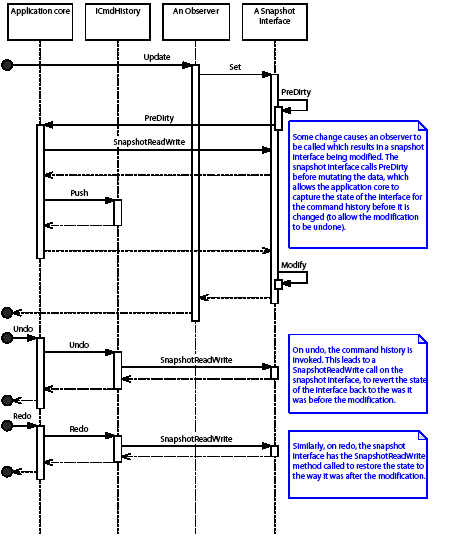 Application core
ICmdHistory
An Observer
A Snapshot
Interface
Update
Set
PreDirty
PreDirty
SnapshotReadWrite
Some change causes an observer to
be called which results in a snapshot
interface being modified. The
snapshot interface calls PreDirty
before mutating the data, which
allows the application core to
capture the state of the interface for
the command history before it is
changed (to allow the modification
to be undone).
Push
Modify
Undo
Undo
SnapshotReadWrite
On undo, the command history is
invoked. This leads to a
SnapshotReadWrite call on the
snapshot interface, to revert the state
of the interface back to the was it
was before the modification.
Redo
Redo
SnapshotReadWrite
Similarly, on redo, the snapshot
interface has the SnapshotReadWrite
method called to restore the state to
the way it was after the modification.